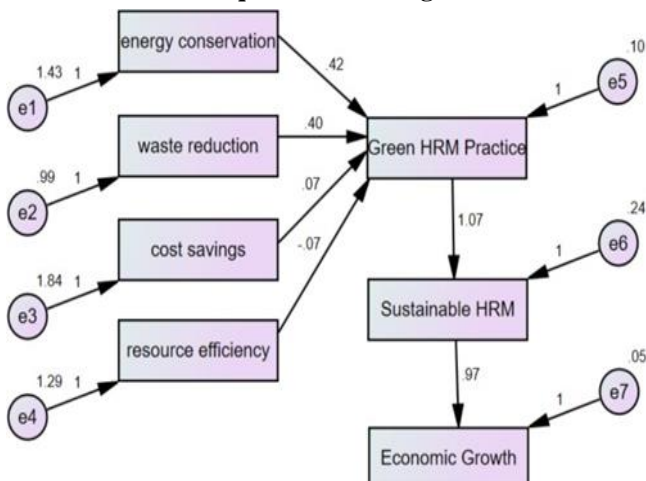 energy conservation
1.43
1
e1
.42
.10
1
e5
waste reduction
.40
Green HRM Practice
.99
1
e2
.07
cost savings
-.07
1.07
.24
1
e6
1.84
1
e3
Sustainable HRM
resource efficiency
1.29
1
e4
.97
.05
1
e7
Economic Growth